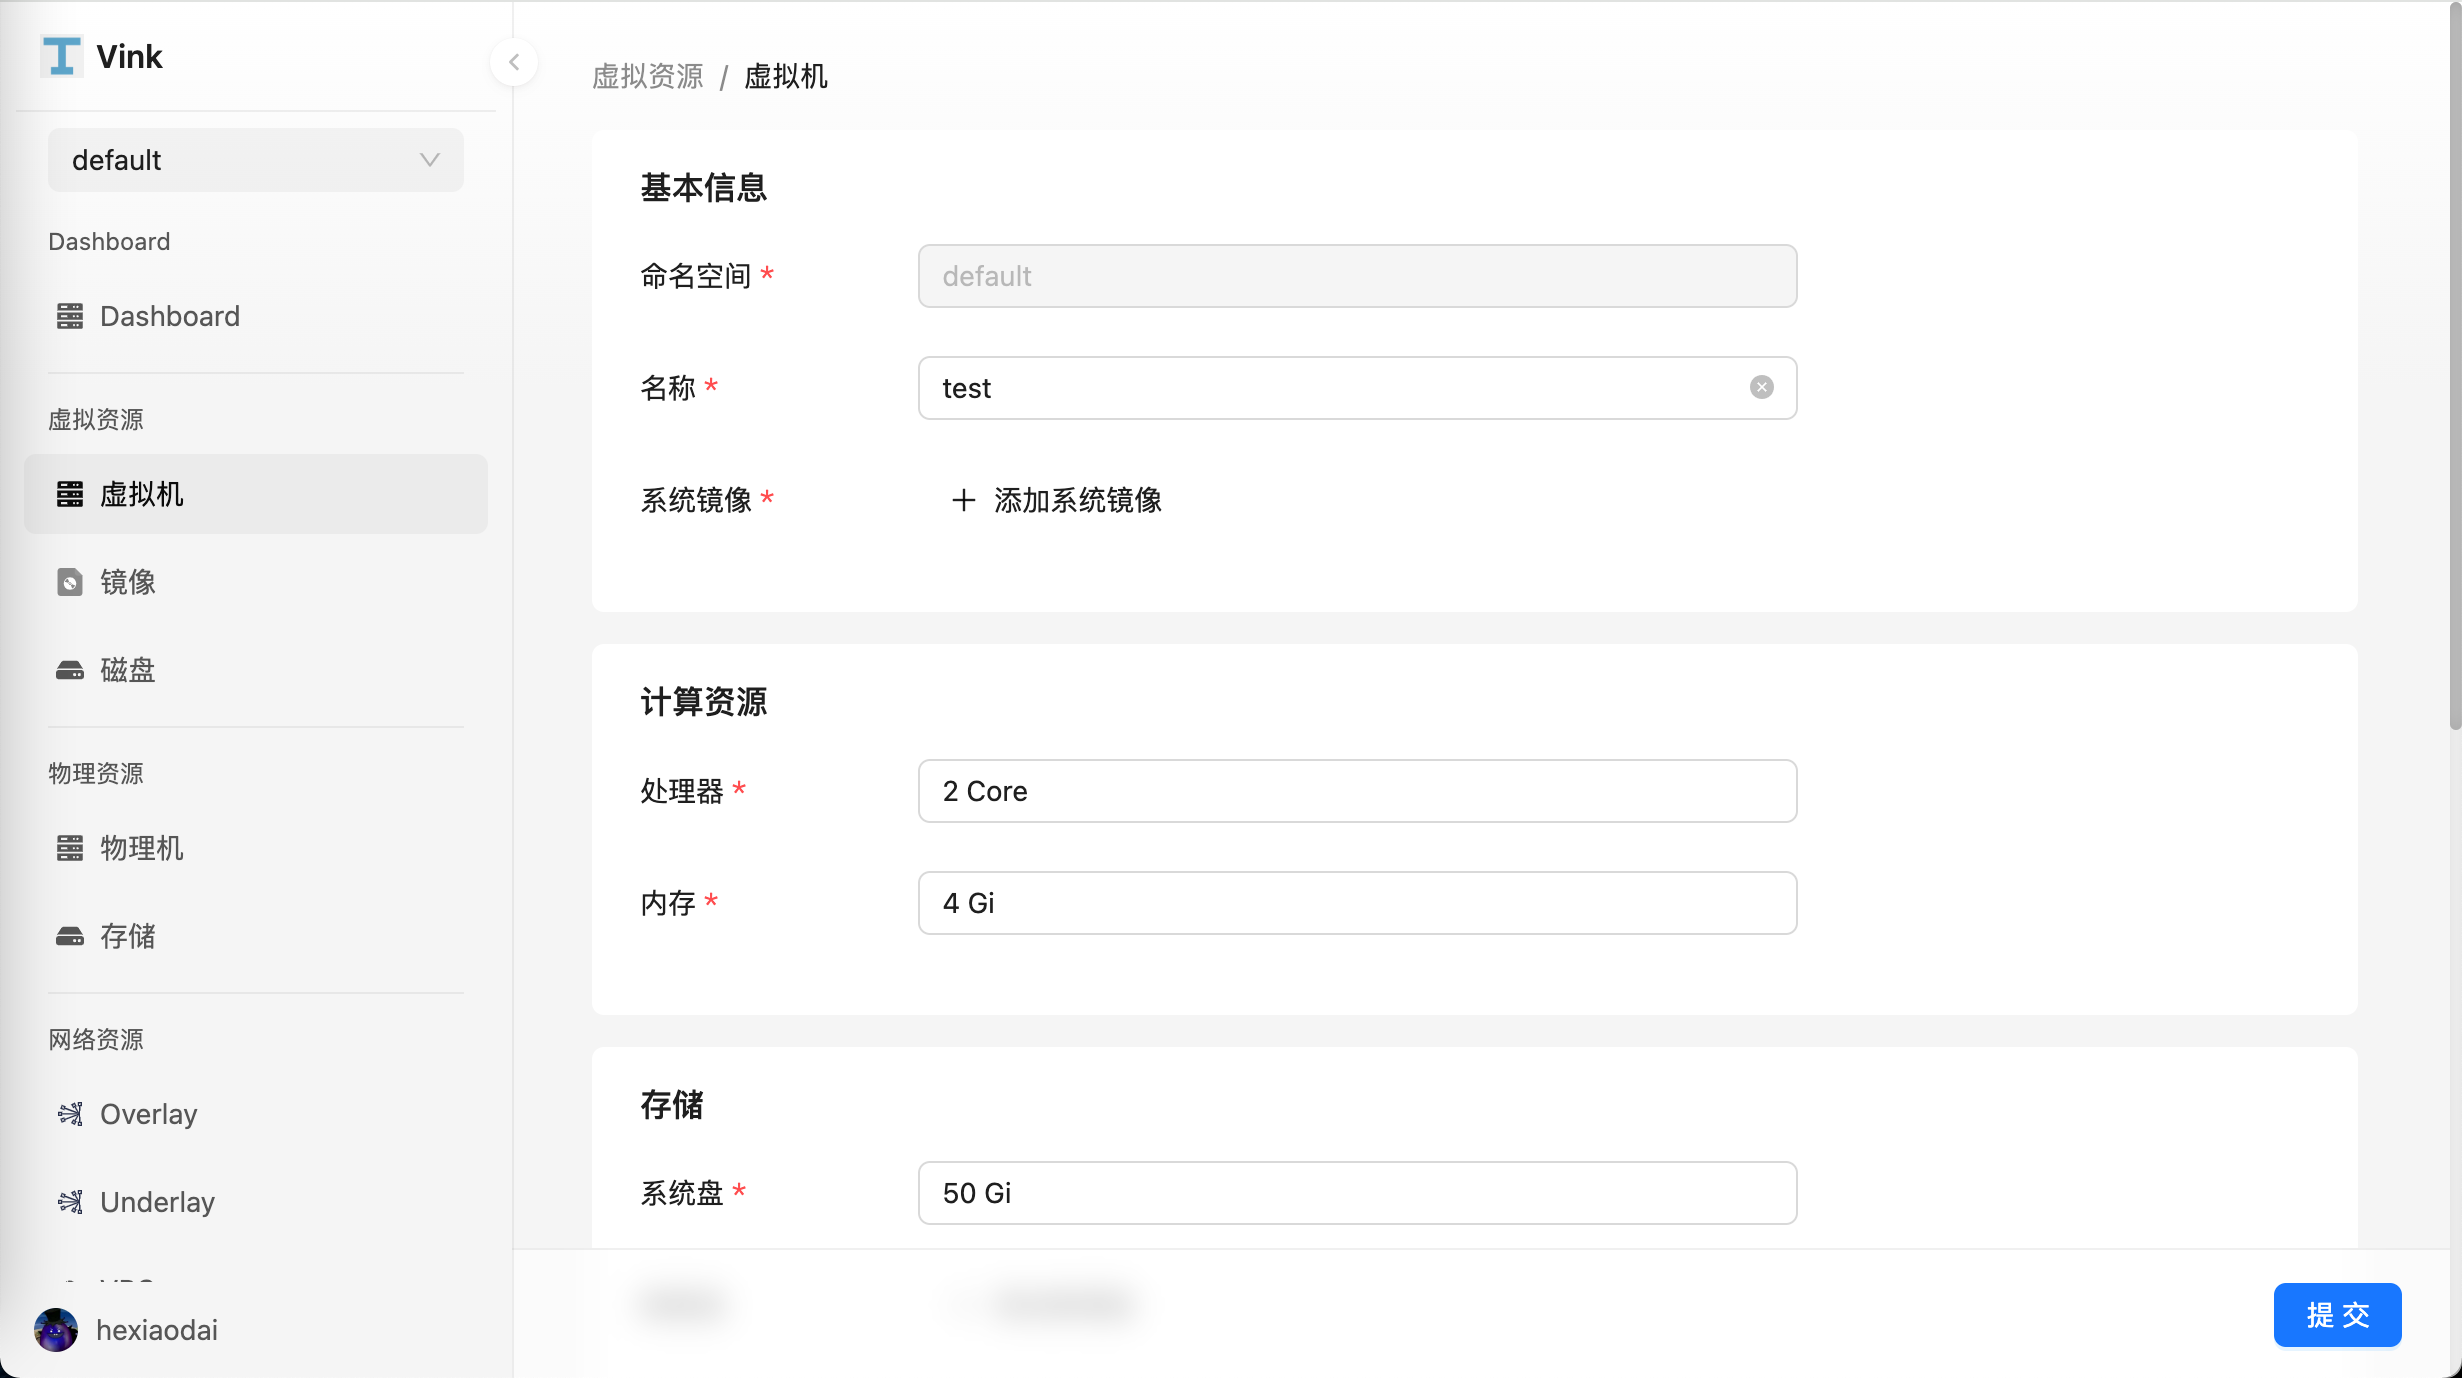 Vink
default
Dashboard
Dashboard
虚拟资源
虚拟机
镜像
磁盘
物理资源
物理机
存储
网络资源
Overlay
Underlay
hexiaodai
虚拟资源 / 虚拟机
基本信息
命名空间 * default
名称 * test
系统镜像 * 添加系统镜像
计算资源
处理器 * 2 Core
内存 * 4 Gi
存储
系统盘 * 50 Gi
提 交